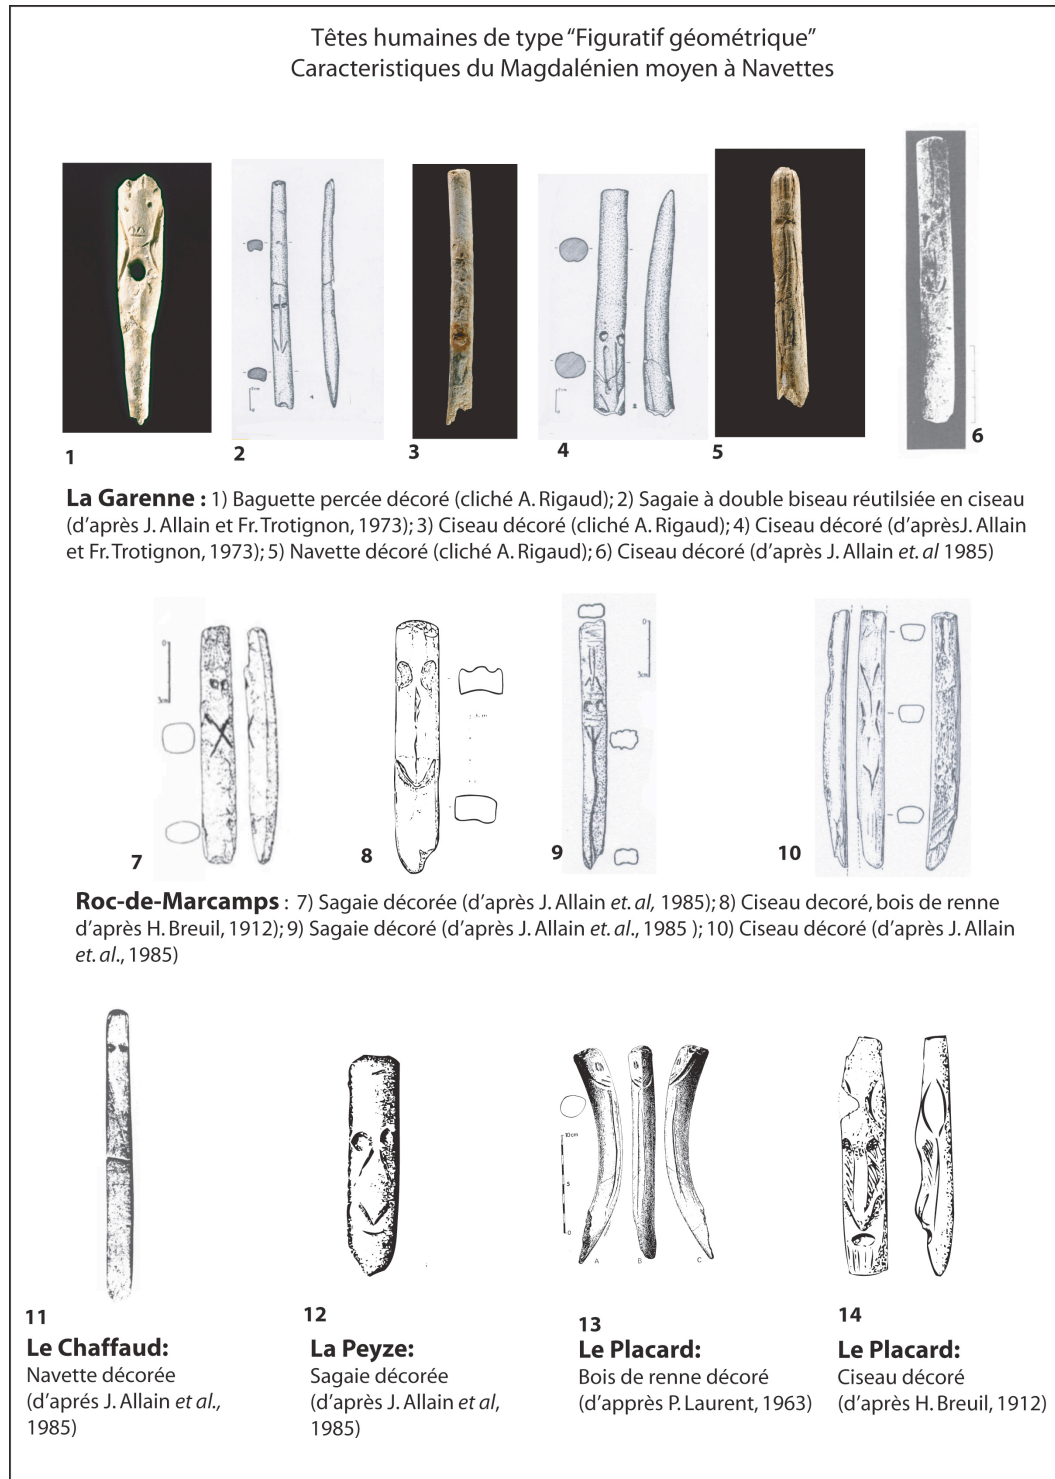 Têtes humaines de type “Figuratif géométrique”
Caracteristiques du Magdalénien moyen à Navettes
1
2
3
4
5
6
La Garenne : 1) Baguette percée décoré (cliché A. Rigaud); 2) Sagaie à double biseau réutilsiée en ciseau
(d’après J. Allain et Fr. Trotignon, 1973); 3) Ciseau décoré (cliché A. Rigaud); 4) Ciseau décoré (d’aprèsJ. Allain
et Fr. Trotignon, 1973); 5) Navette décoré (cliché A. Rigaud); 6) Ciseau décoré (d’après J. Allain et. al 1985)
0
3cm
0
3cm
7
8
9
10
Roc-de-Marcamps : 7) Sagaie décorée (d’après J. Allain et. al, 1985); 8) Ciseau decoré, bois de renne
d’après H. Breuil, 1912); 9) Sagaie décoré (d’après J. Allain et. al., 1985 ); 10) Ciseau décoré (d’après J. Allain
et. al., 1985)
10cm
5
0
A
B
C
11
12
13
14
Le Chaffaud:
Navette décorée
(d’aprés J. Allain et al.,
1985)
La Peyze:
Sagaie décorée
(d’après J. Allain et al,
1985)
Le Placard:
Bois de renne décoré
(d’apprès P. Laurent, 1963)
Le Placard:
Ciseau décoré
(d’après H. Breuil, 1912)